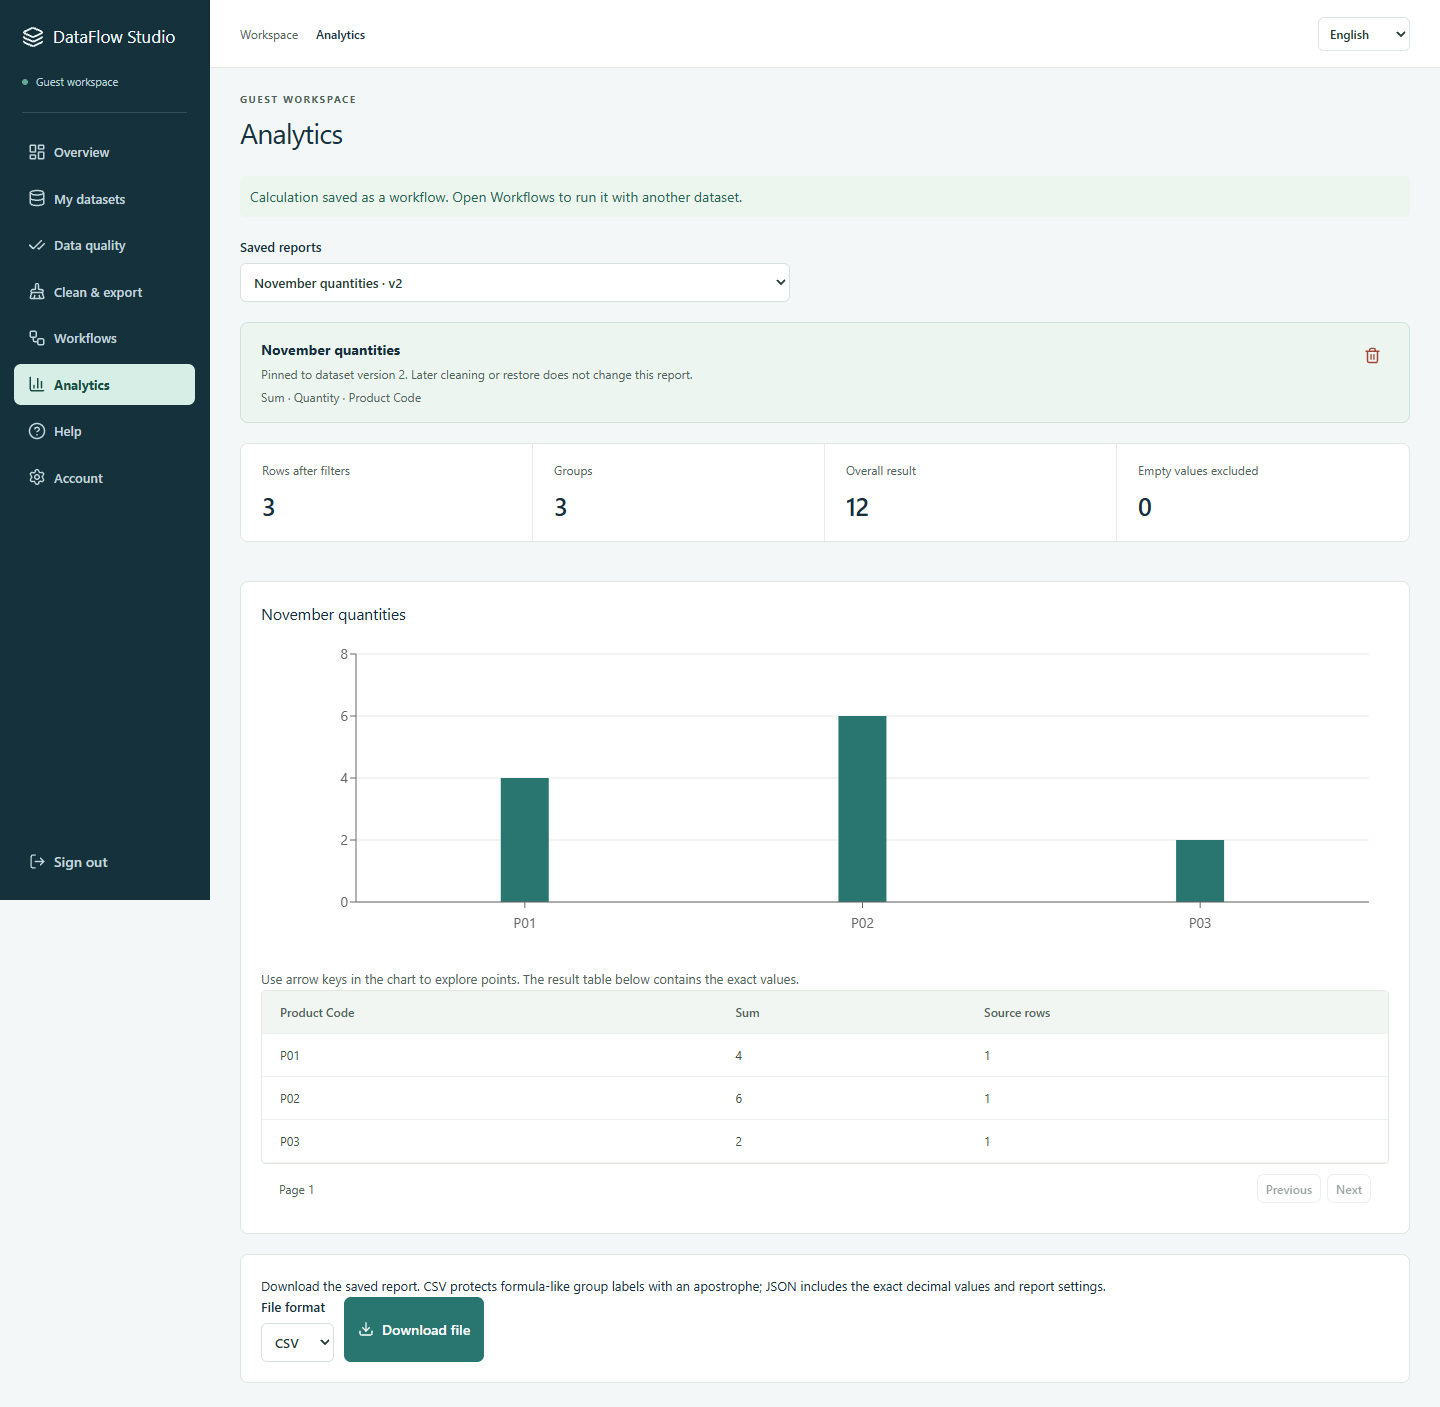 DataFlow Studio
Guest workspace
Overview
My datasets
Data quality
Clean & export
Workflows
Analytics
Help
Account
Sign out
Workspace Analytics
English
GUEST WORKSPACE
Analytics
Calculation saved as a workflow. Open Workflows to run it with another dataset.
Saved reports
November quantities · v2
November quantities
Pinned to dataset version 2. Later cleaning or restore does not change this report.
Sum · Quantity · Product Code
Rows after filters Groups Overall result Empty values excluded
3 3 12 0
November quantities
8
6
4
2
0
P01 P02 P03
Use arrow keys in the chart to explore points. The result table below contains the exact values.
Product Code Sum Source rows
P01 4 1
P02 6 1
P03 2 1
Page 1 Previous Next
Download the saved report. CSV protects formula-like group labels with an apostrophe; JSON includes the exact decimal values and report settings.
File format
CSV Download file